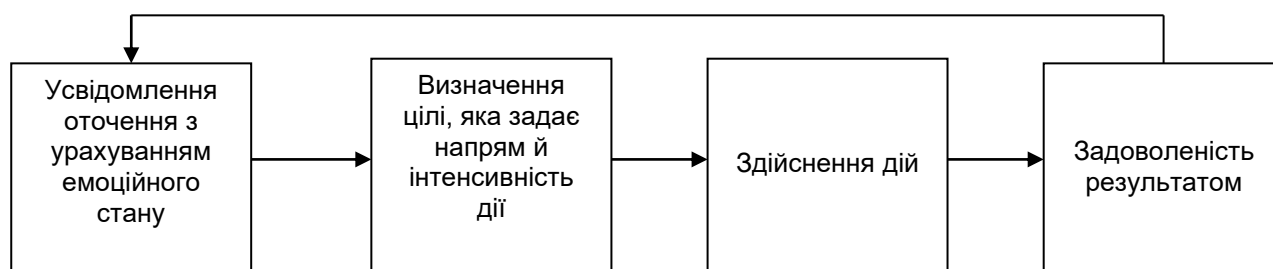 Усвідомлення
оточення з
урахуванням
емоційного
стану
Визначення
цілі, яка задає
напрям й
інтенсивність
дії
Здійснення дій
Задоволеність
результатом